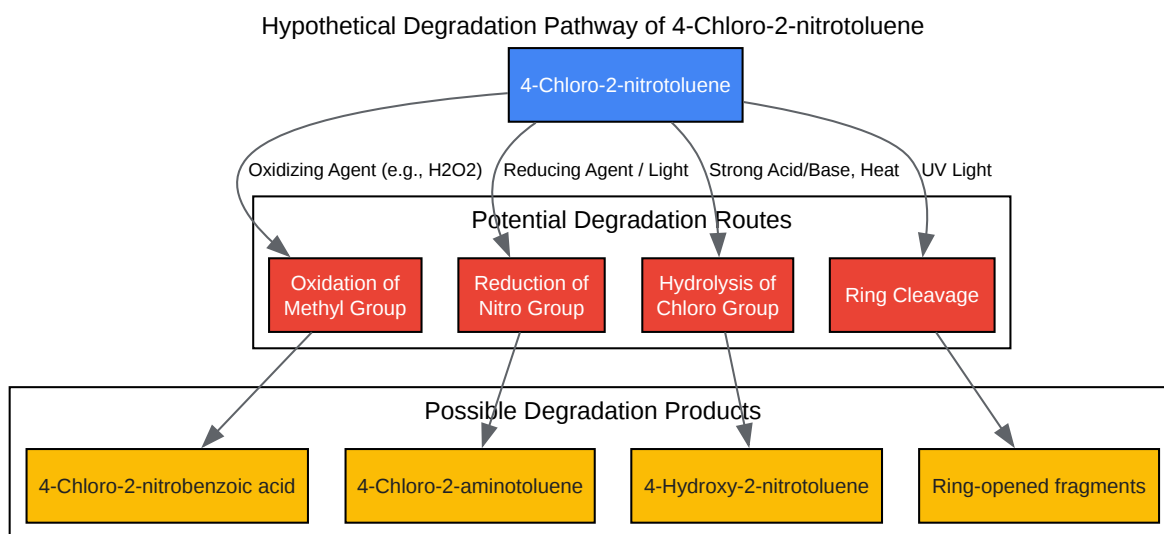 Hypothetical Degradation Pathway of 4-Chloro-2-nitrotoluene
4-Chloro-2-nitrotoluene
Oxidizing Agent (e.g., H2O2)
Reducing Agent / Light
Strong Acid/Base, Heat
UV Light
Potential Degradation Routes
Oxidation of
Methyl Group
Reduction of
Nitro Group
Hydrolysis of
Chloro Group
Ring Cleavage
Possible Degradation Products
4-Chloro-2-nitrobenzoic acid
4-Chloro-2-aminotoluene
4-Hydroxy-2-nitrotoluene
Ring-opened fragments